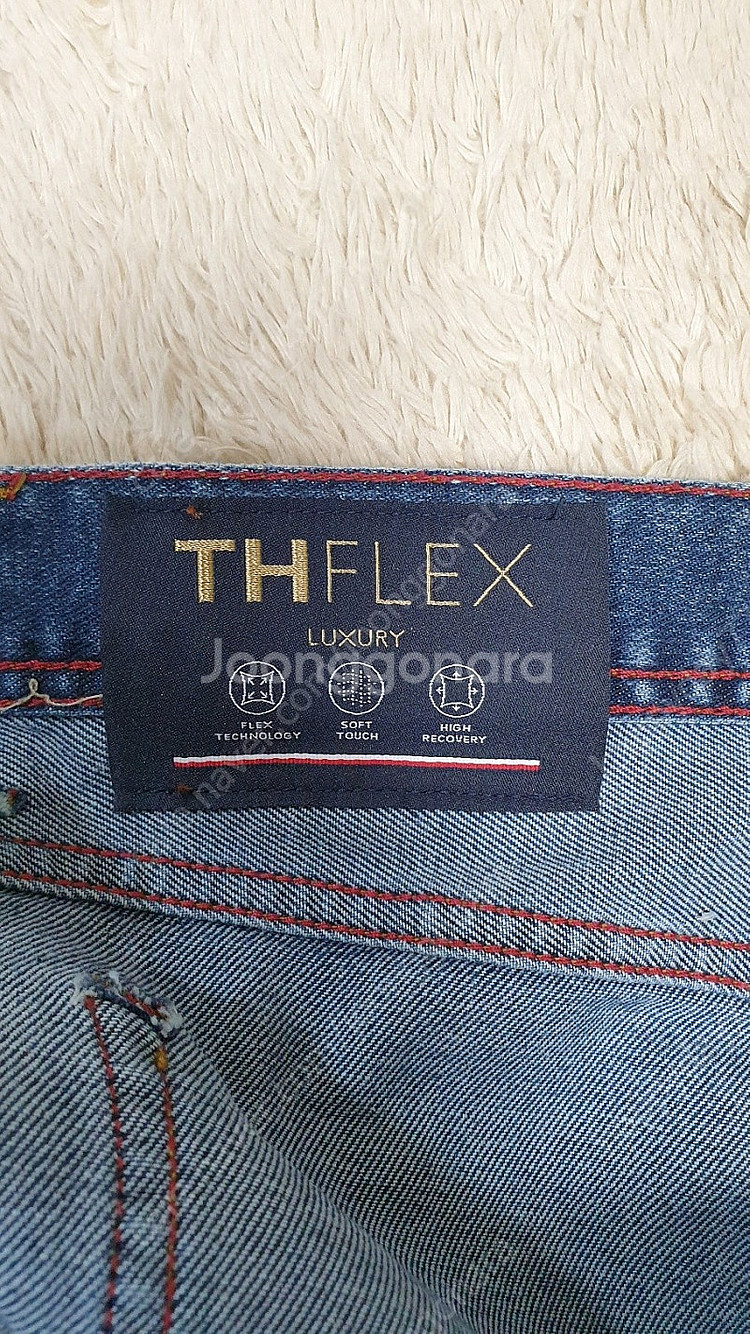 THFLEX
LUXURY
Joonggonara
FLEX TECHNOLOGY
SOFT TOUCH
HIGH RECOVERY